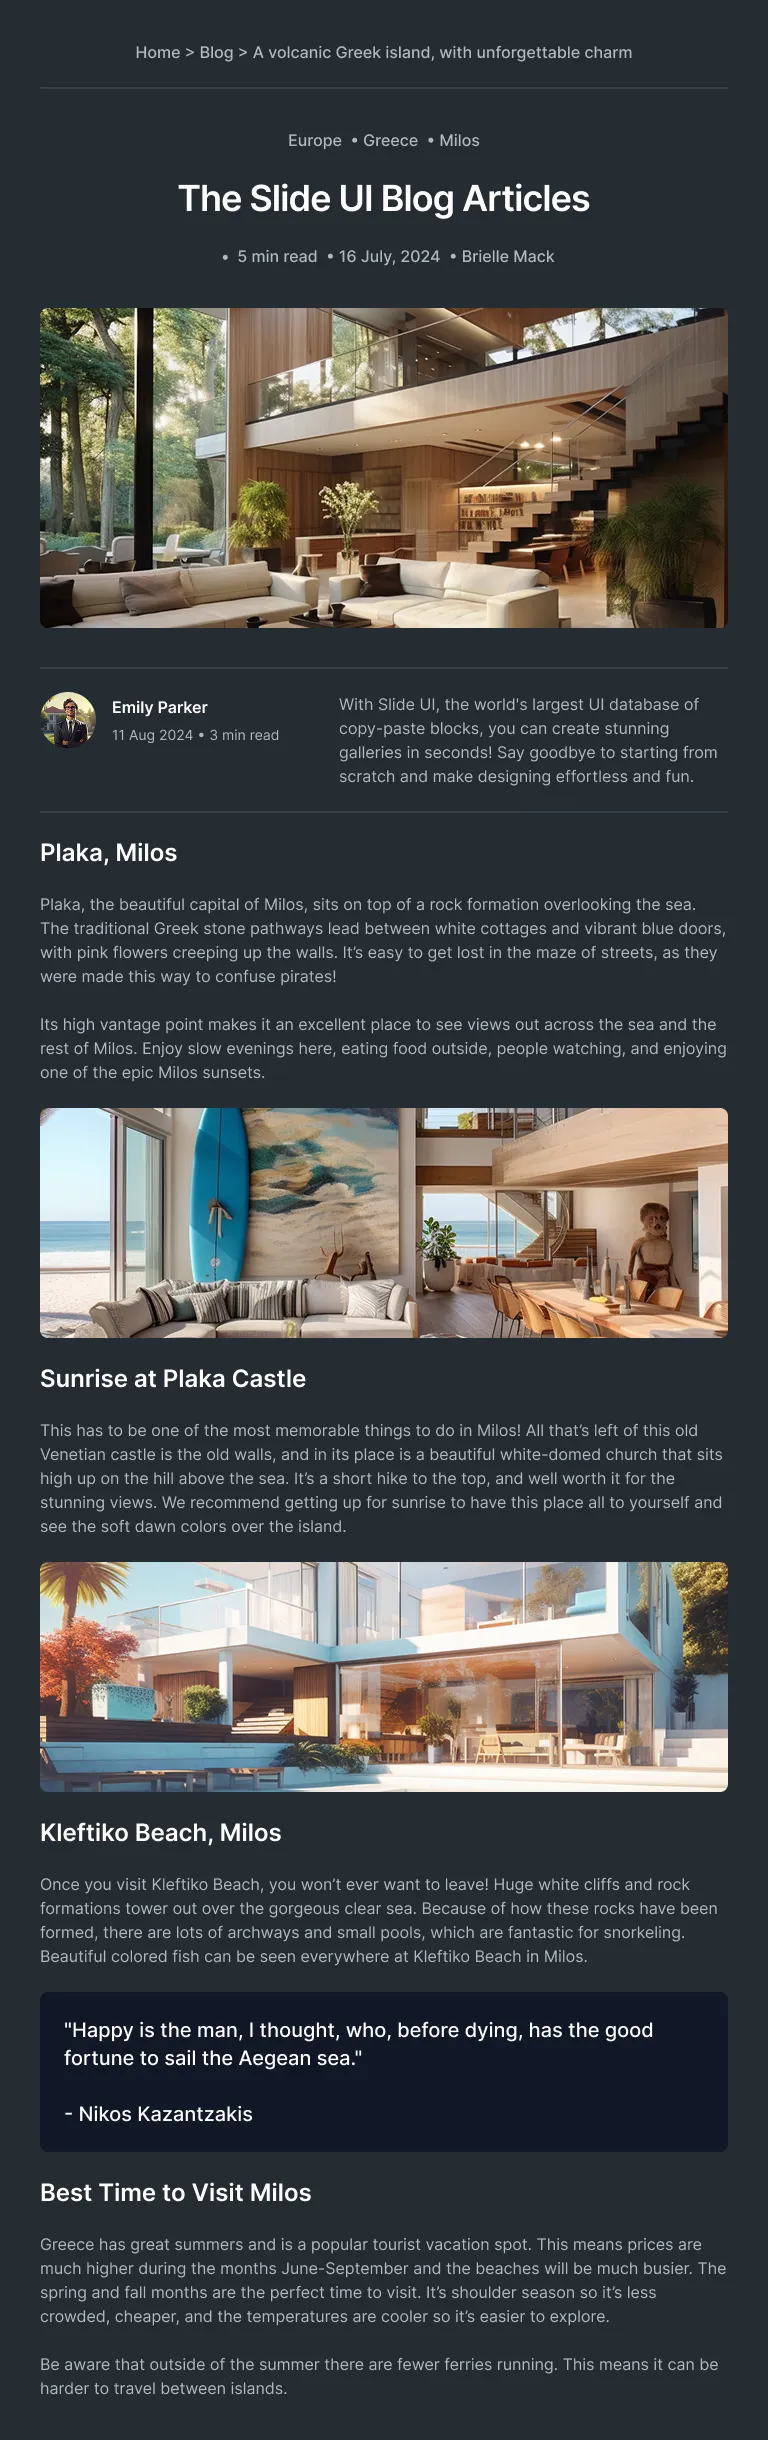 Home > Blog > A volcanic Greek island, with unforgettable charm
Europe • Greece • Milos
The Slide UI Blog Articles
• 5 min read • 16 July, 2024 • Brielle Mack
Emily Parker
11 Aug 2024 • 3 min read
With Slide UI, the world's largest UI database of
copy-paste blocks, you can create stunning
galleries in seconds! Say goodbye to starting from
scratch and make designing effortless and fun.
Plaka, Milos
Plaka, the beautiful capital of Milos, sits on top of a rock formation overlooking the sea.
The traditional Greek stone pathways lead between white cottages and vibrant blue doors,
with pink flowers creeping up the walls. It’s easy to get lost in the maze of streets, as they
were made this way to confuse pirates!
Its high vantage point makes it an excellent place to see views out across the sea and the
rest of Milos. Enjoy slow evenings here, eating food outside, people watching, and enjoying
one of the epic Milos sunsets.
Sunrise at Plaka Castle
This has to be one of the most memorable things to do in Milos! All that’s left of this old
Venetian castle is the old walls, and in its place is a beautiful white-domed church that sits
high up on the hill above the sea. It’s a short hike to the top, and well worth it for the
stunning views. We recommend getting up for sunrise to have this place all to yourself and
see the soft dawn colors over the island.
Kleftiko Beach, Milos
Once you visit Kleftiko Beach, you won’t ever want to leave! Huge white cliffs and rock
formations tower out over the gorgeous clear sea. Because of how these rocks have been
formed, there are lots of archways and small pools, which are fantastic for snorkeling.
Beautiful colored fish can be seen everywhere at Kleftiko Beach in Milos.
"Happy is the man, I thought, who, before dying, has the good
fortune to sail the Aegean sea."
- Nikos Kazantzakis
Best Time to Visit Milos
Greece has great summers and is a popular tourist vacation spot. This means prices are
much higher during the months June-September and the beaches will be much busier. The
spring and fall months are the perfect time to visit. It’s shoulder season so it’s less
crowded, cheaper, and the temperatures are cooler so it’s easier to explore.
Be aware that outside of the summer there are fewer ferries running. This means it can be
harder to travel between islands.